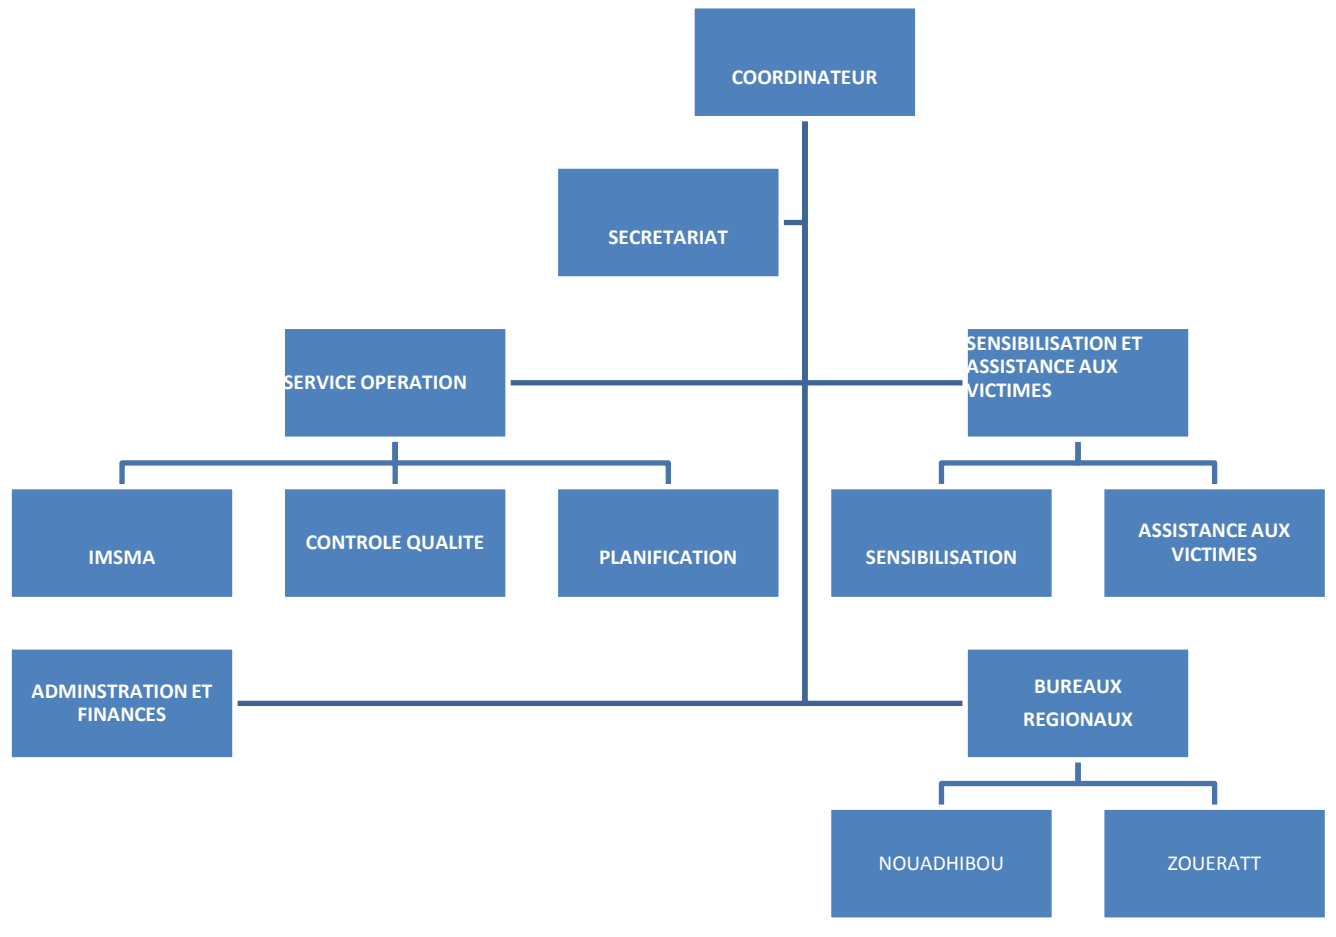 COORDINATEUR
SECRETARIAT
SERVICE OPERATION
SENSIBILISATION ET
ASSISTANCE AUX
VICTIMES
IMSMA
CONTROLE QUALITE
PLANIFICATION
SENSIBILISATION
ASSISTANCE AUX
VICTIMES
ADMINSTRATION ET
FINANCES
BUREAUX
REGIONAUX
NOUADHIBOU
ZOUERATT